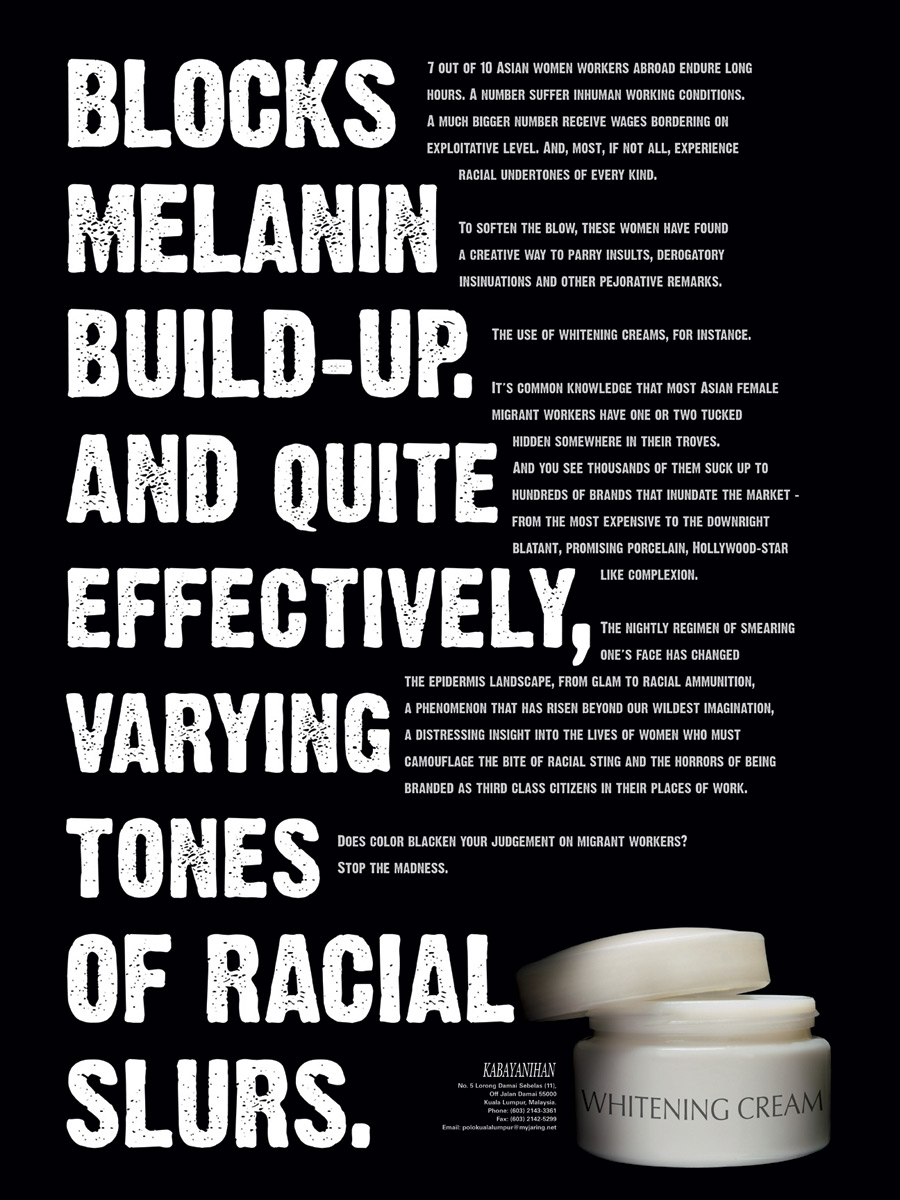 BLOCKS
MELANIN
BUILD-UP.
AND QUITE
EFFECTIVELY,
VARYING
TONES
OF RACIAL
SLURS.
7 OUT OF 10 ASIAN WOMEN WORKERS ABROAD ENDURE LONG
HOURS. A NUMBER SUFFER INHUMAN WORKING CONDITIONS.
A MUCH BIGGER NUMBER RECEIVE WAGES BORDERING ON
EXPLOITATIVE LEVEL. AND, MOST, IF NOT ALL, EXPERIENCE
RACIAL UNDERTONES OF EVERY KIND.
TO SOFTEN THE BLOW, THESE WOMEN HAVE FOUND
A CREATIVE WAY TO PARRY INSULTS, DEROGATORY
INSINUATIONS AND OTHER PEJORATIVE REMARKS.
THE USE OF WHITENING CREAMS, FOR INSTANCE.
IT'S COMMON KNOWLEDGE THAT MOST ASIAN FEMALE
MIGRANT WORKERS HAVE ONE OR TWO TUCKED
HIDDEN SOMEWHERE IN THEIR TROVES.
AND YOU SEE THOUSANDS OF THEM SUCK UP TO
HUNDREDS OF BRANDS THAT INUNDATE THE MARKET -
FROM THE MOST EXPENSIVE TO THE DOWNRIGHT
BLATANT, PROMISING PORCELAIN, HOLLYWOOD-STAR
LIKE COMPLEXION.
THE NIGHTLY REGIMEN OF SMEARING
ONE'S FACE HAS CHANGED
THE EPIDERMIS LANDSCAPE, FROM GLAM TO RACIAL AMMUNITION,
A PHENOMENON THAT HAS RISEN BEYOND OUR WILDEST IMAGINATION,
A DISTRESSING INSIGHT INTO THE LIVES OF WOMEN WHO MUST
CAMOUFLAGE THE BITE OF RACIAL STING AND THE HORRORS OF BEING
BRANDED AS THIRD CLASS CITIZENS IN THEIR PLACES OF WORK.
DOES COLOR BLACKEN YOUR JUDGEMENT ON MIGRANT WORKERS?
STOP THE MADNESS.
KABAYANIHAN
No. 5 Lorong Damai Sebelas (11),
Off Jalan Damai 55000
Kuala Lumpur, Malaysia.
Phone: (603) 2143-3361
Fax: (603) 2142-5299
Email: polokualalumpur@myjaring.net
WHITENING CREAM